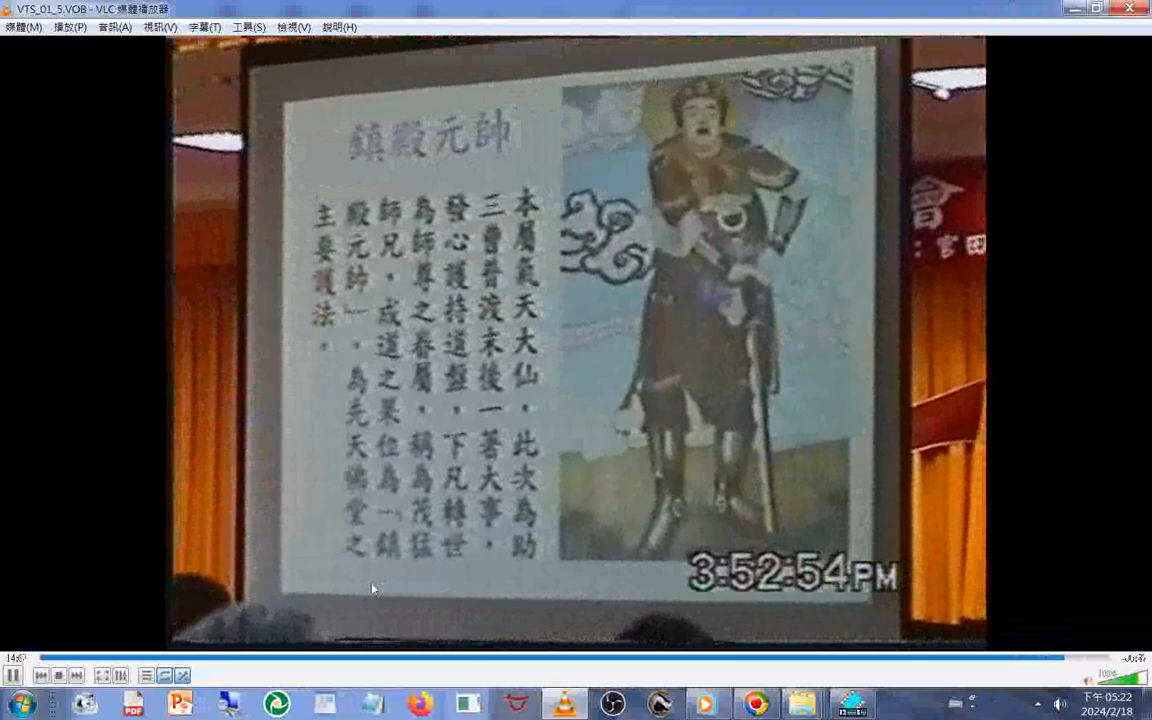 VTS_01_5.VOB - VLC 媒體播放器
媒體(M) 播放(P) 音訊(A) 視訊(V) 字幕(T) 工具(S) 檢視(V) 說明(H)
鎮殿元帥
本屬氣天大仙，此次為助
三曹普渡末後一著大事，
發心護持道盤，下凡轉世
為師尊之眷屬，稱為茂猛
師兄，成道之果位為「鎮
殿元帥」，為先天佛堂之
主要護法。
會
：宮田
3:52:54PM
100%
下午 05:22
2024/2/18